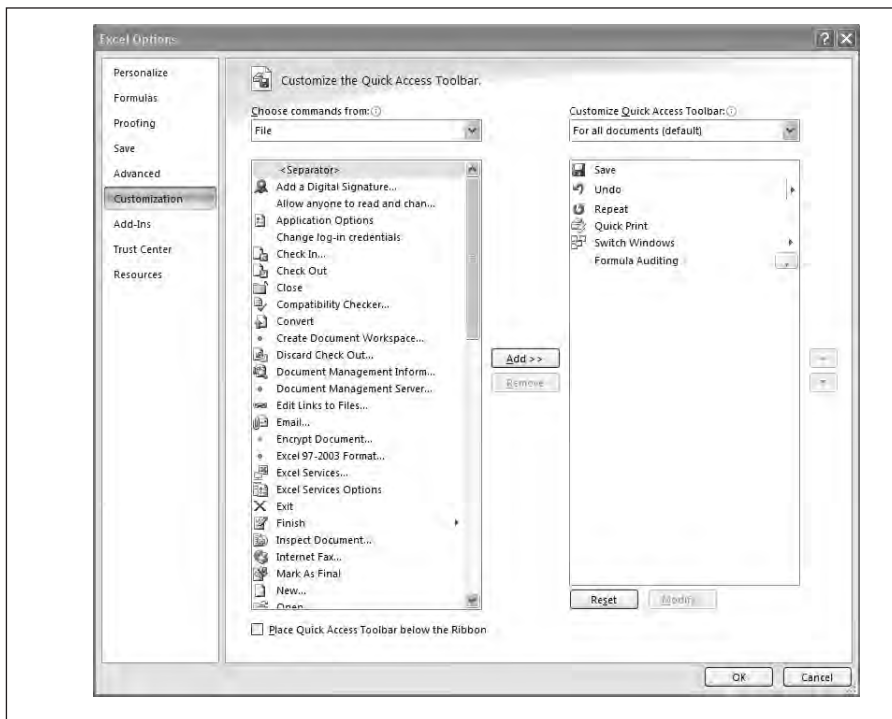 Excel Options
Personalize
Formulas
Proofing
Save
Advanced
Customization
Add-Ins
Trust Center
Resources
Customize the Quick Access Toolbar.
Choose commands from:
File
<Separator>
Add a Digital Signature...
Allow anyone to read and chan...
Application Options
Change log-in credentials
Check In...
Check Out
Close
Compatibility Checker...
Convert
Create Document Workspace...
Discard Check Out...
Document Management Inform...
Document Management Server...
Edit Links to Files...
Email...
Encrypt Document...
Excel 97-2003 Format...
Excel Services...
Excel Services Options
Exit
Finish
Inspect Document...
Internet Fax...
Mark As Final
New...
Open
Place Quick Access Toolbar below the Ribbon
Add >>
Remove
Customize Quick Access Toolbar:
For all documents (default)
Save
Undo
Repeat
Quick Print
Switch Windows
Formula Auditing
Reset
Modify...
OK
Cancel